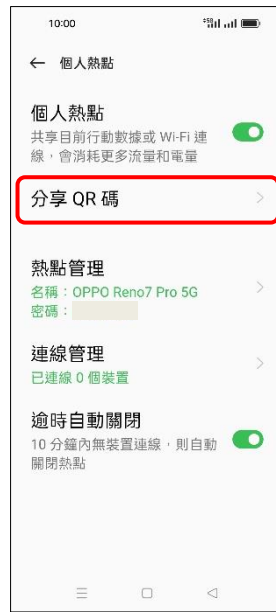 10:00
個人熱點
個人熱點
共享目前行動數據或 Wi-Fi 連
線，會消耗更多流量和電量
分享 QR 碼
熱點管理
名稱：OPPO Reno7 Pro 5G
密碼：
連線管理
已連線 0 個裝置
逾時自動關閉
10 分鐘內無裝置連線，則自動
關閉熱點